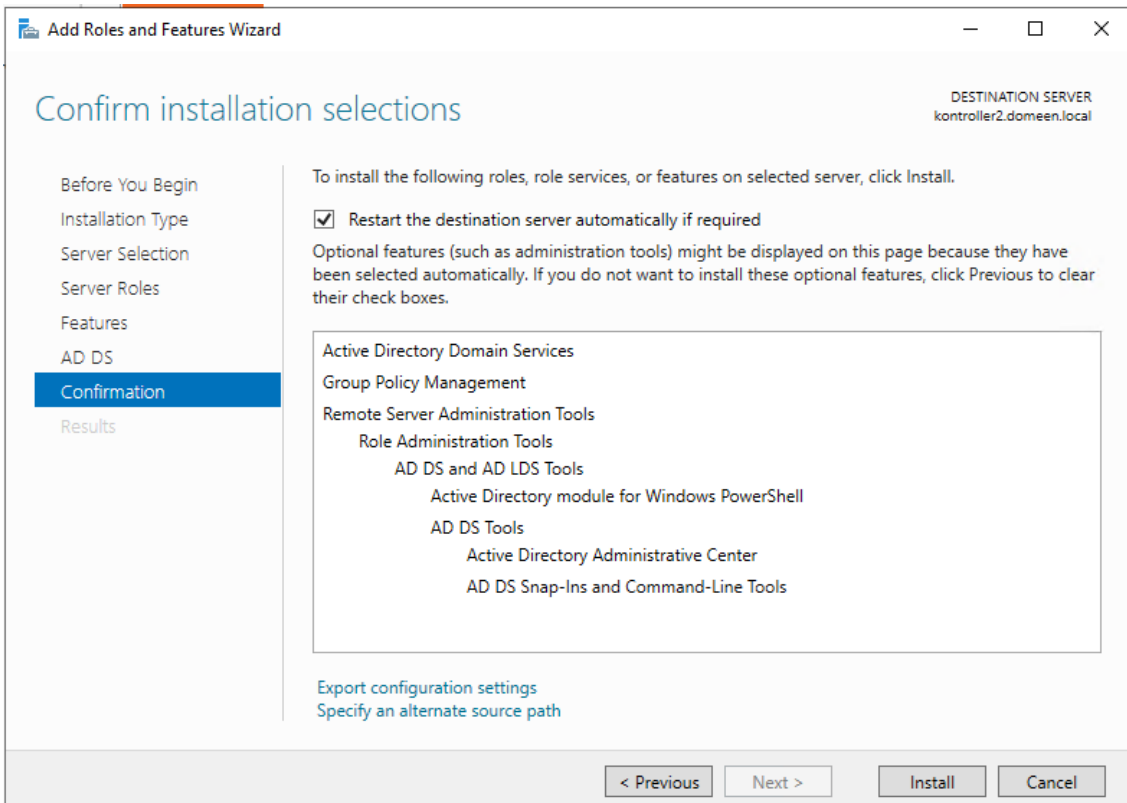 Add Roles and Features Wizard
Confirm installation selections
DESTINATION SERVER
kontroller2.domeen.local
Before You Begin
Installation Type
Server Selection
Server Roles
Features
AD DS
Confirmation
Results
To install the following roles, role services, or features on selected server, click Install.
Restart the destination server automatically if required
Optional features (such as administration tools) might be displayed on this page because they have
been selected automatically. If you do not want to install these optional features, click Previous to clear
their check boxes.
Active Directory Domain Services
Group Policy Management
Remote Server Administration Tools
Role Administration Tools
AD DS and AD LDS Tools
Active Directory module for Windows PowerShell
AD DS Tools
Active Directory Administrative Center
AD DS Snap-Ins and Command-Line Tools
Export configuration settings
Specify an alternate source path
< Previous
Next >
Install
Cancel